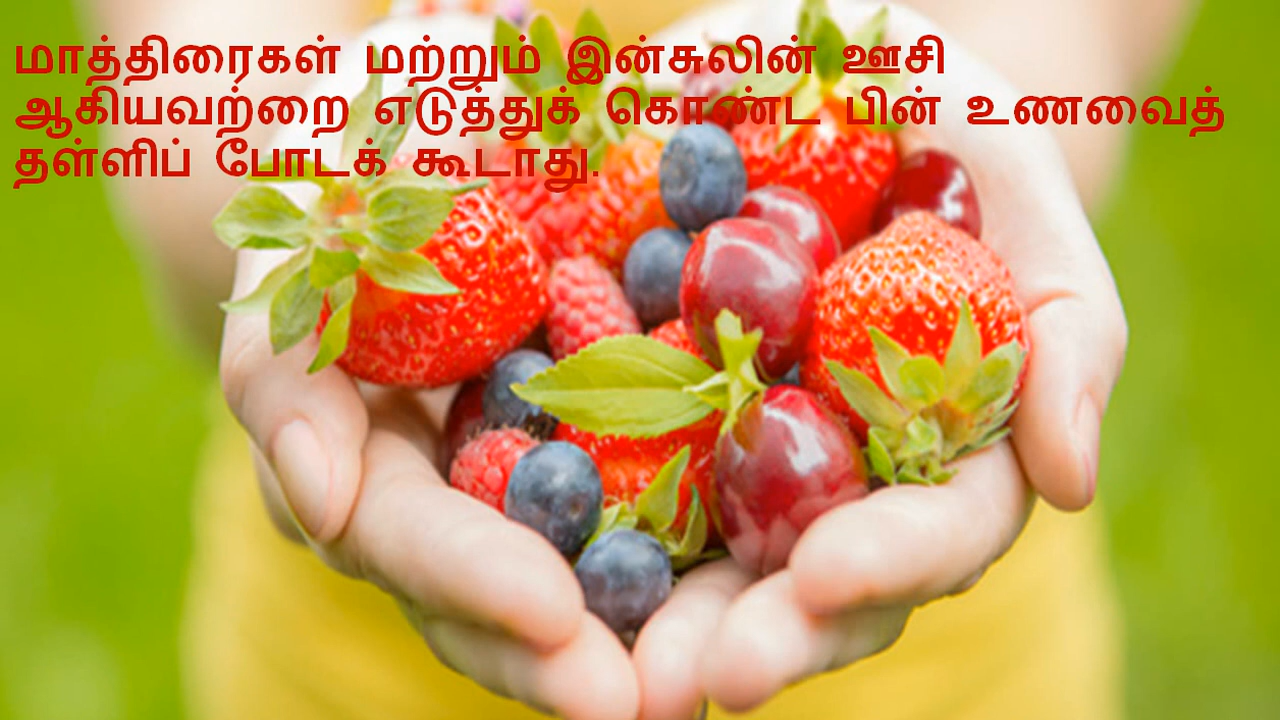 மாத்திரைகள் மற்றும் இன்சுலின் ஊசி
ஆகியவற்றை எடுத்துக் கொண்ட பின் உணவைத்
தள்ளிப் போடக் கூடாது.